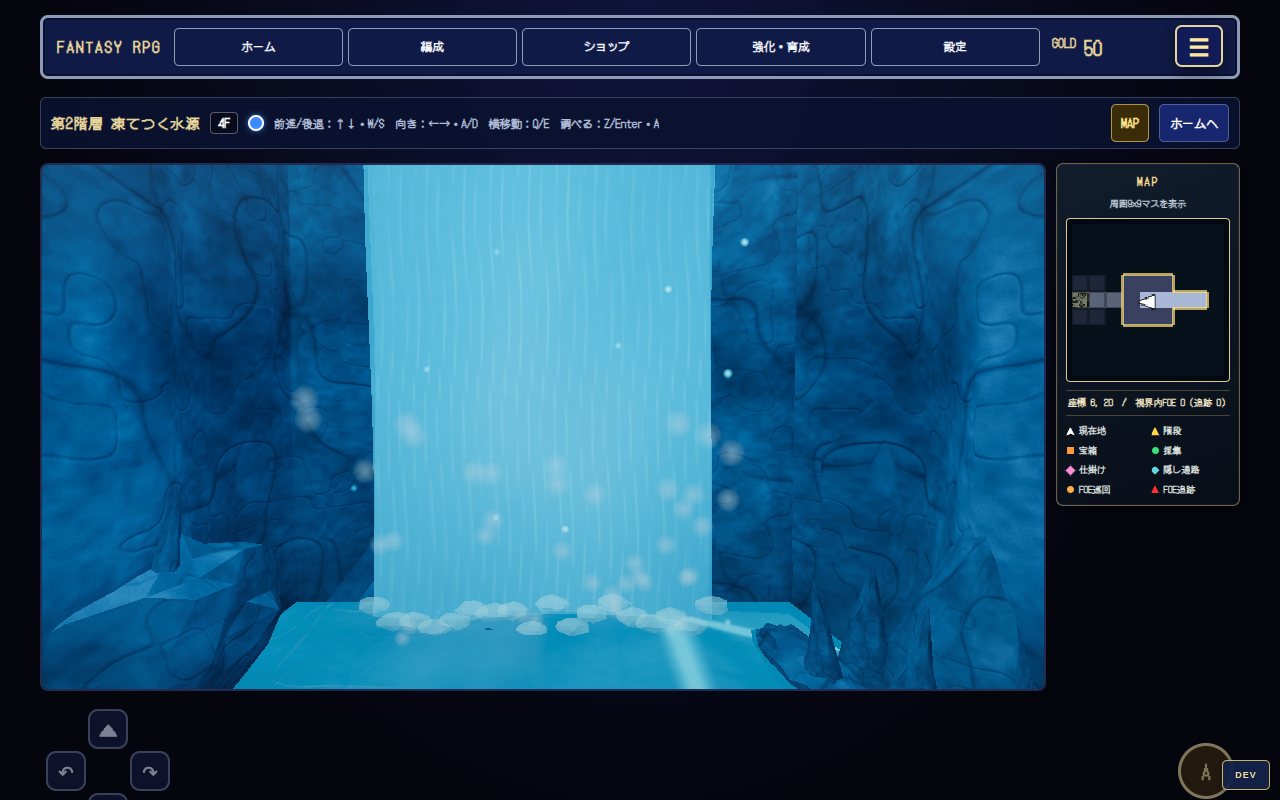 FANTASY RPG
ホーム
編成
ショップ
強化・育成
設定
GOLD 50
第2階層 凍てつく水源
4F
前進/後退：↑↓・W/S 向き：←→・A/D 横移動：Q/E 調べる：Z/Enter・A
MAP
ホームへ
MAP
周囲9x9マスを表示
座標 6, 20 / 視界内FOE 0 (追跡 0)
現在地
階段
宝箱
採集
仕掛け
隠し通路
FOE巡回
FOE追跡
A
DEV